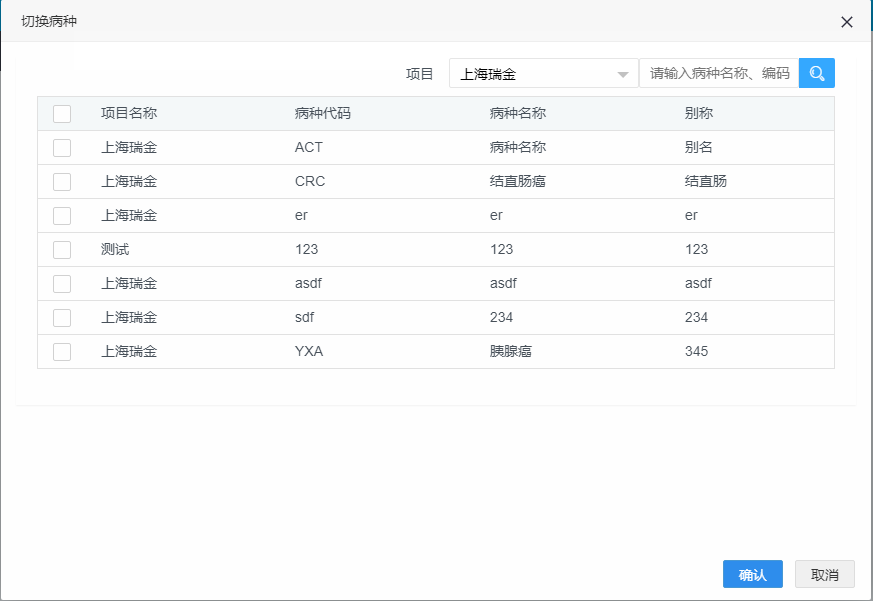 切换病种
项目 上海瑞金 请输入病种名称、编码
项目名称 病种代码 病种名称 别称
上海瑞金 ACT 病种名称 别名
上海瑞金 CRC 结直肠癌 结直肠
上海瑞金 er er er
测试 123 123 123
上海瑞金 asdf asdf asdf
上海瑞金 sdf 234 234
上海瑞金 YXA 胰腺癌 345
确认 取消